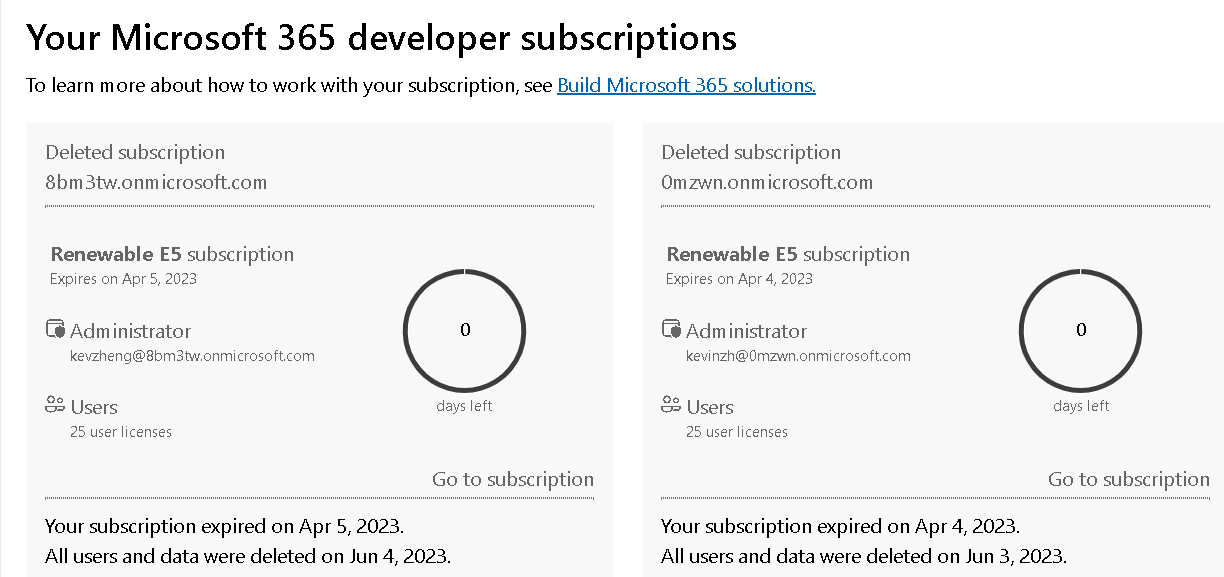 Your Microsoft 365 developer subscriptions
To learn more about how to work with your subscription, see Build Microsoft 365 solutions.
Deleted subscription
8bm3tw.onmicrosoft.com
Renewable E5 subscription
Expires on Apr 5, 2023
Administrator
kevzheng@8bm3tw.onmicrosoft.com
0
days left
Users
25 user licenses
Go to subscription
Your subscription expired on Apr 5, 2023.
All users and data were deleted on Jun 4, 2023.
Deleted subscription
0mzwn.onmicrosoft.com
Renewable E5 subscription
Expires on Apr 4, 2023
Administrator
kevinzh@0mzwn.onmicrosoft.com
0
days left
Users
25 user licenses
Go to subscription
Your subscription expired on Apr 4, 2023.
All users and data were deleted on Jun 3, 2023.